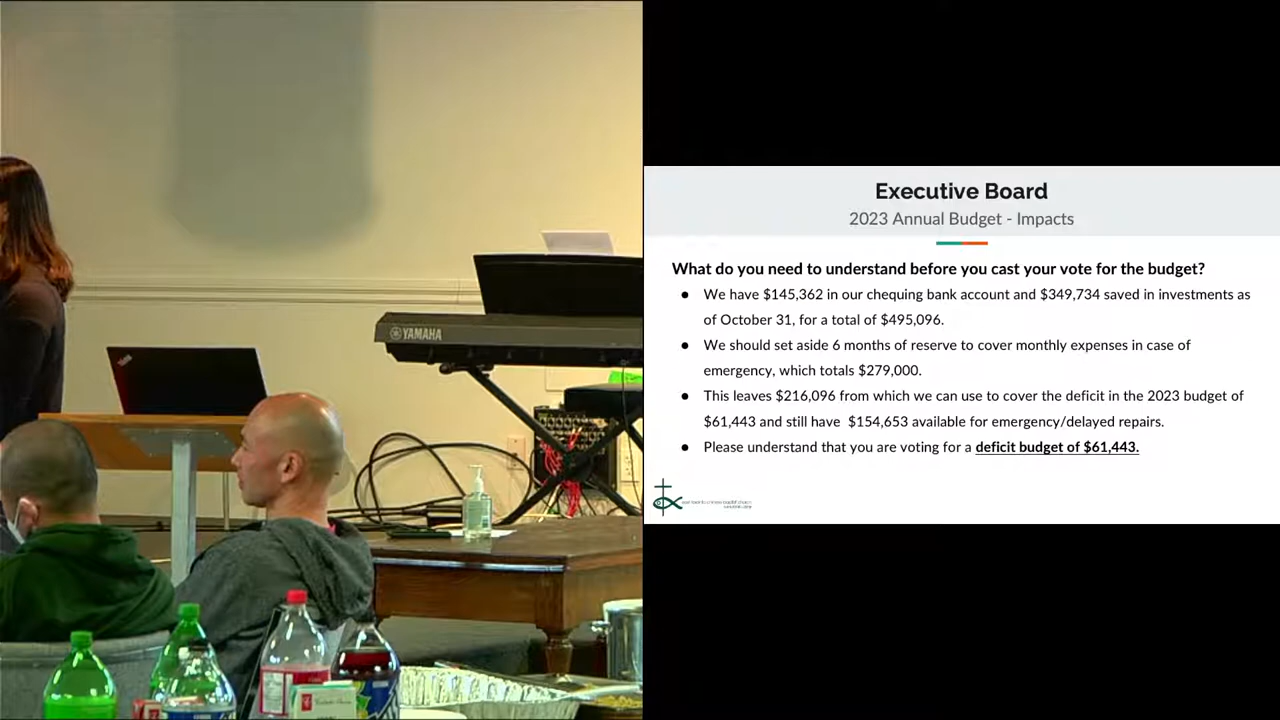 YAMAHA
Executive Board
2023 Annual Budget - Impacts
What do you need to understand before you cast your vote for the budget?
● We have $145,362 in our chequing bank account and $349,734 saved in investments as
of October 31, for a total of $495,096.
● We should set aside 6 months of reserve to cover monthly expenses in case of
emergency, which totals $279,000.
● This leaves $216,096 from which we can use to cover the deficit in the 2023 budget of
$61,443 and still have $154,653 available for emergency/delayed repairs.
● Please understand that you are voting for a deficit budget of $61,443.